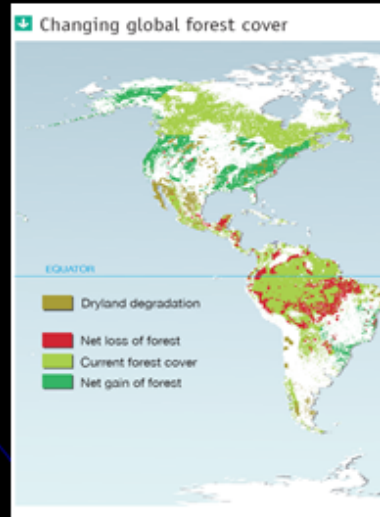 Changing global forest cover
EQUATOR
Dryland degradation
Net loss of forest
Current forest cover
Net gain of forest